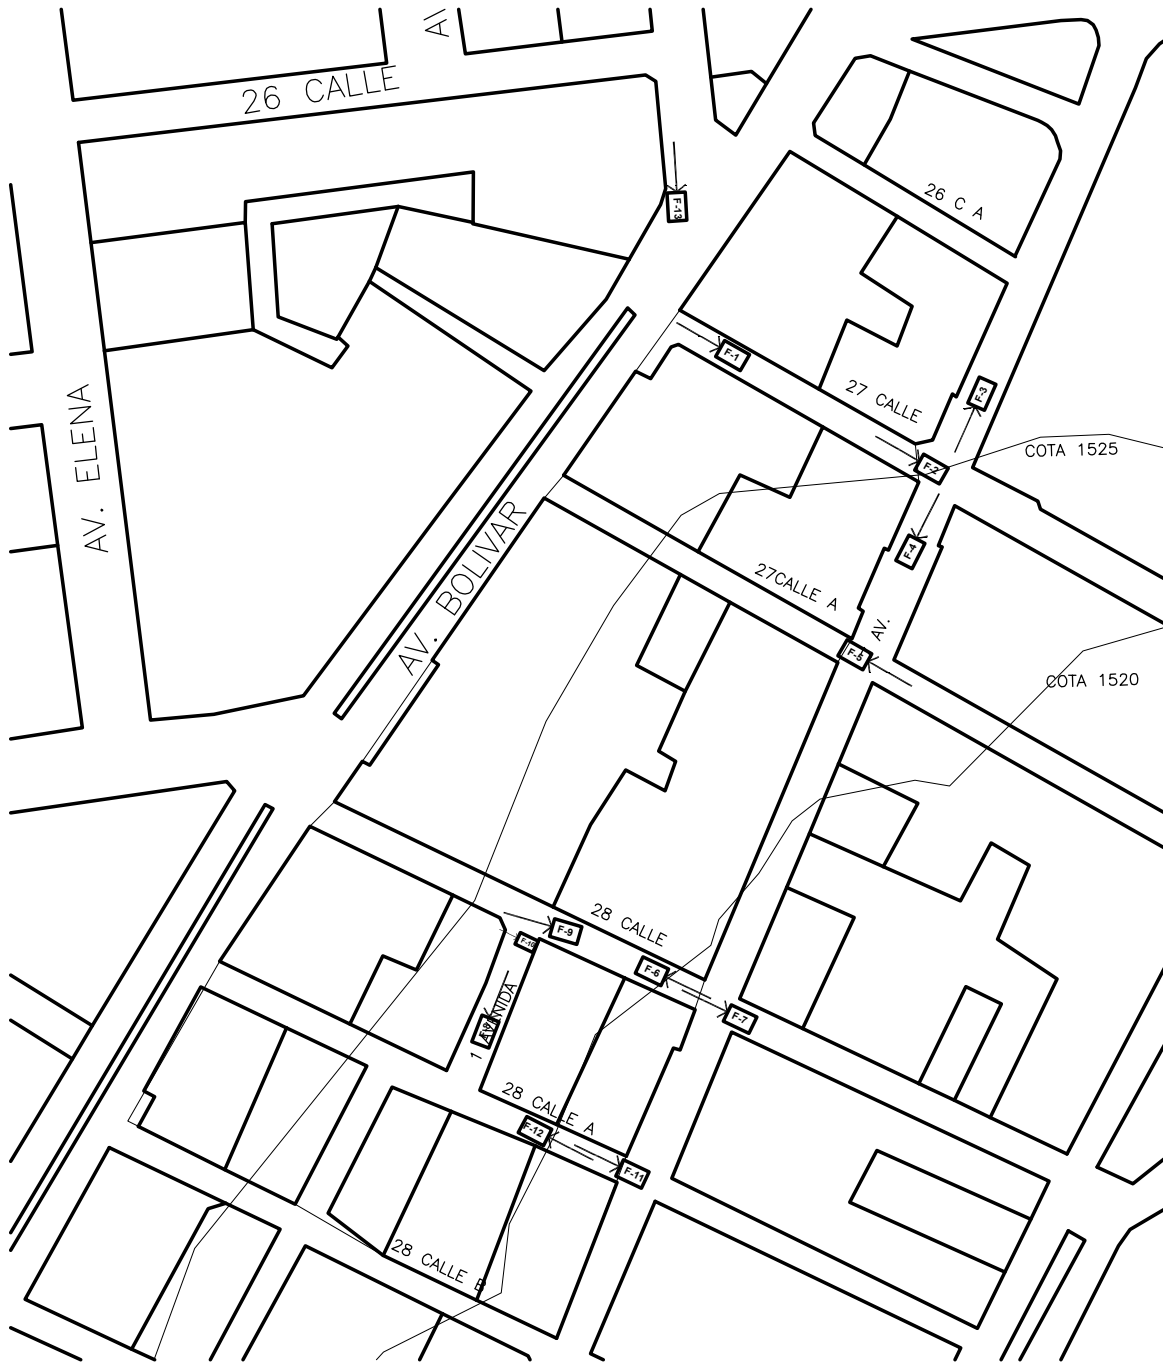 AV
26 CALLE
F-13
26 C A
F-1
27 CALLE
F-3
AV. ELENA
F-2
COTA 1525
AV. BOLIVAR
F-4
27CALLE A
AV.
F-5
COTA 1520
28 CALLE
F-9
F-10
F-6
1 AVENIDA
F-7
28 CALLE A
F-12
F-11
28 CALLE B